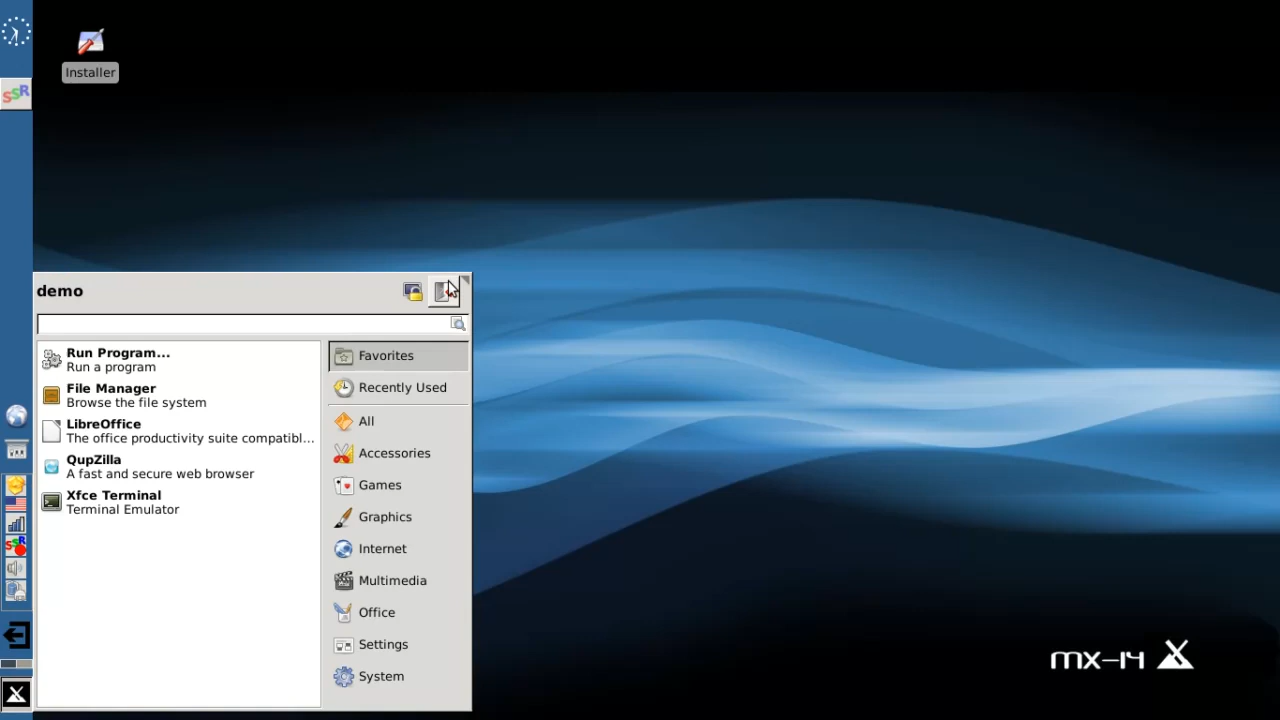 SSR
Installer
demo
Run Program...
Run a program
File Manager
Browse the file system
LibreOffice
The office productivity suite compatibl...
QupZilla
A fast and secure web browser
Xfce Terminal
Terminal Emulator
Favorites
Recently Used
All
Accessories
Games
Graphics
Internet
Multimedia
Office
Settings
System
SSR
mx-14